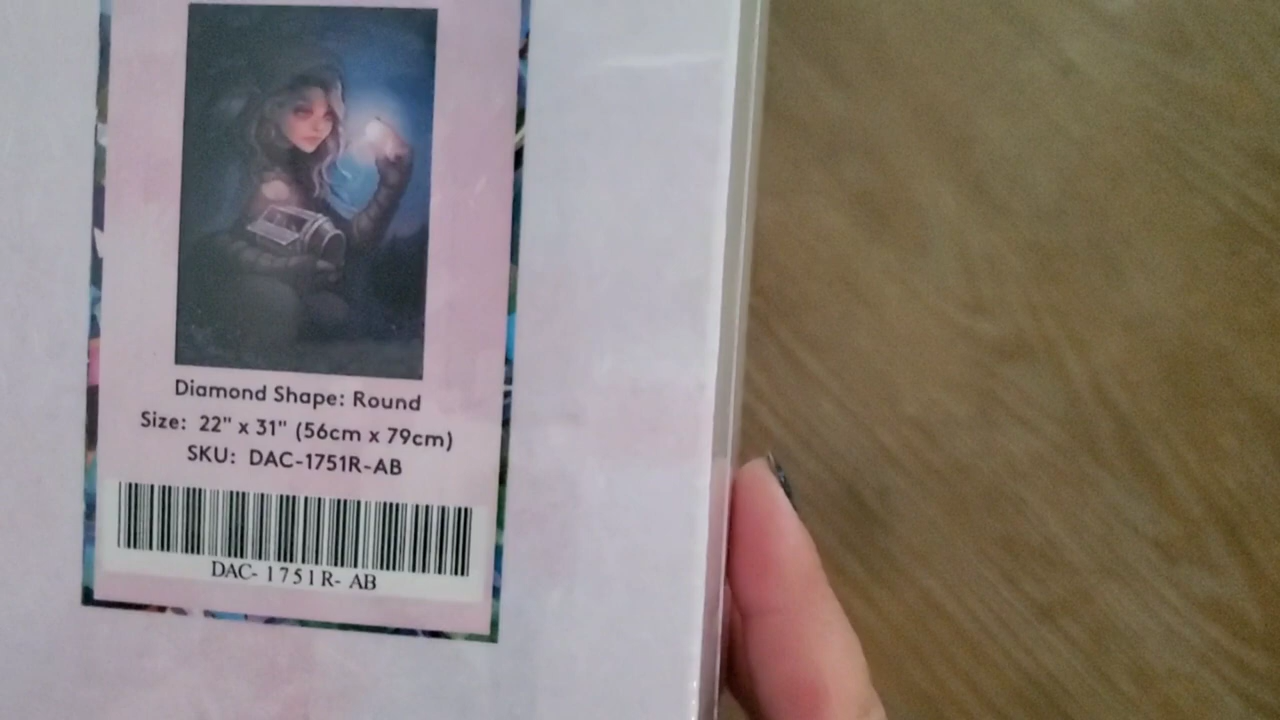 Diamond Shape: Round
Size: 22" x 31" (56cm x 79cm)
SKU: DAC-1751R-AB
DAC- 1751R- AB